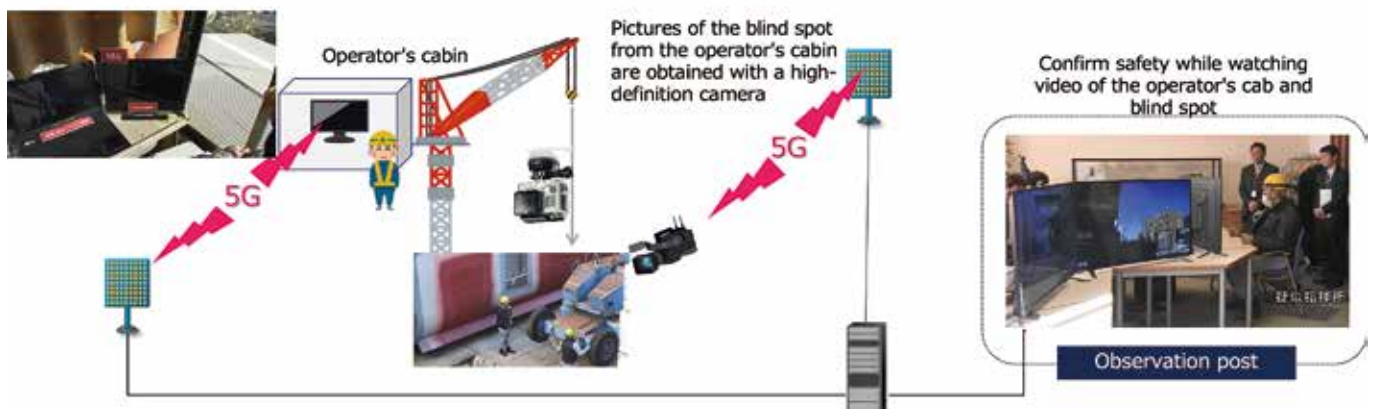 Operator's cabin
Pictures of the blind spot
from the operator's cabin
are obtained with a high-
definition camera
Confirm safety while watching
video of the operator's cab and
blind spot
5G
5G
Observation post